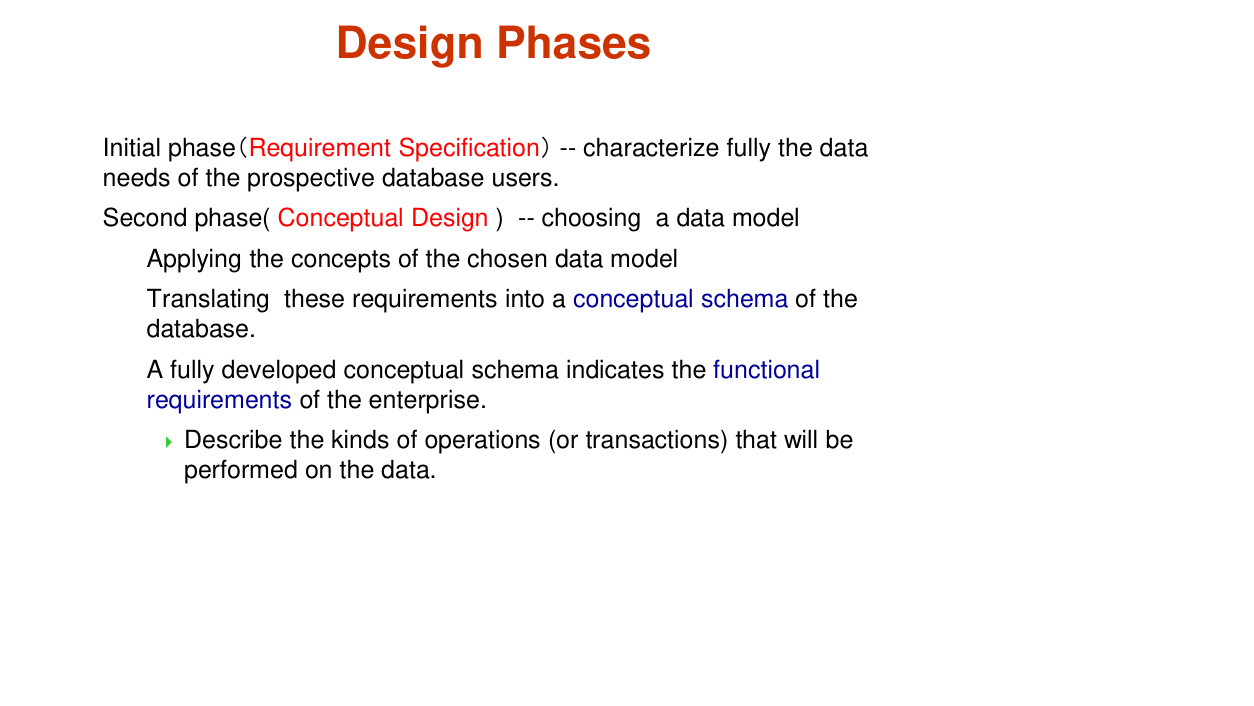 Design Phases
Initial phase（Requirement Specification） -- characterize fully the data
needs of the prospective database users.
Second phase( Conceptual Design )  -- choosing  a data model
Applying the concepts of the chosen data model
Translating  these requirements into a conceptual schema of the
database.
A fully developed conceptual schema indicates the functional
requirements of the enterprise.
Describe the kinds of operations (or transactions) that will be
performed on the data.